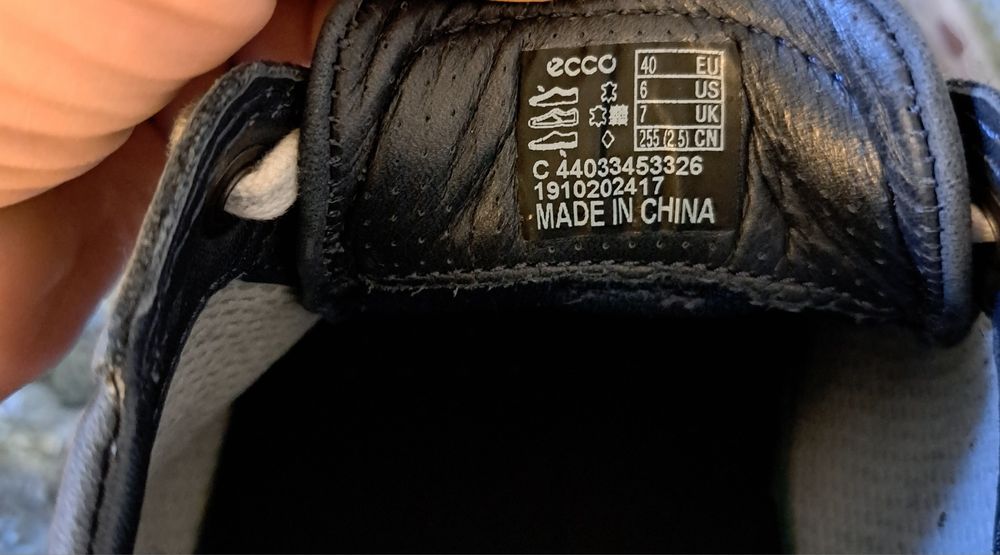 ecco
40 EU
6 US
7 UK
255 (2.5) CN
C 44033453326
1910202417
MADE IN CHINA